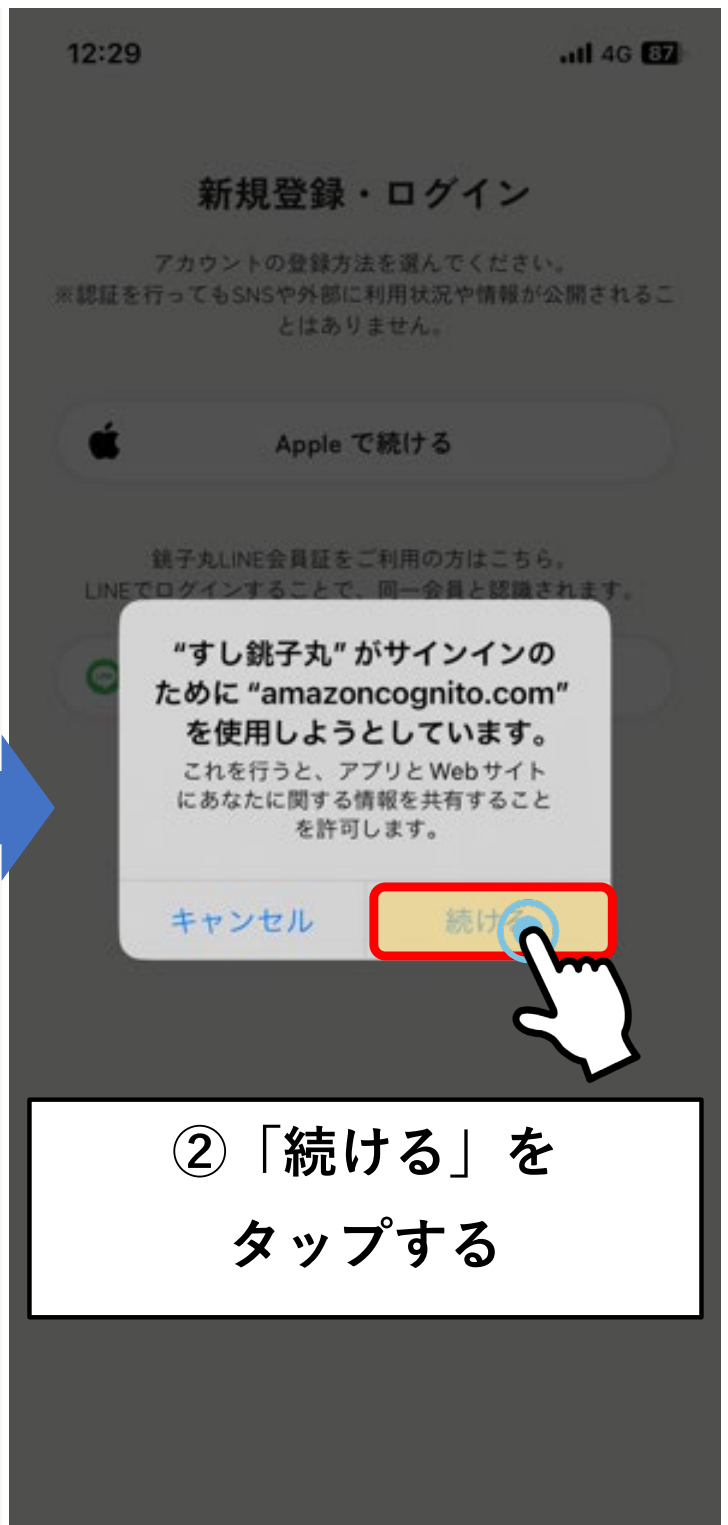 12:29
4G 87
新規登録・ログイン
アカウントの登録方法を選んでください。
※認証を行ってもSNSや外部に利用状況や情報が公開されるこ
とはありません。
Apple で続ける
銚子丸LINE会員証をご利用の方はこちら。
LINEでログインすることで、同一会員と認識されます。
“すし銚子丸” がサインインの
ために “amazoncognito.com”
を使用しようとしています。
これを行うと、アプリと Web サイト
にあなたに関する情報を共有すること
を許可します。
キャンセル
続ける
②「続ける」を
タップする